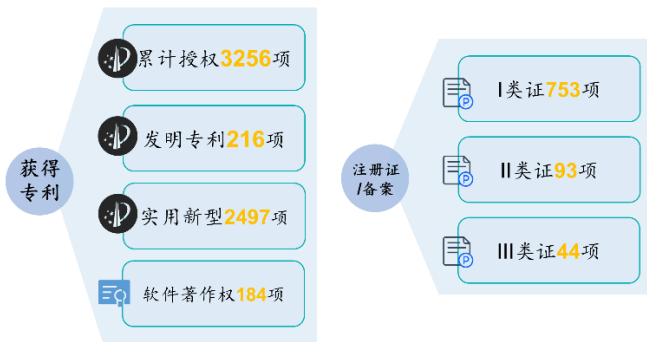 获得
专利
累计授权3256项
发明专利216项
实用新型2497项
软件著作权184项
注册证
/备案
I类证753项
II类证93项
III类证44项